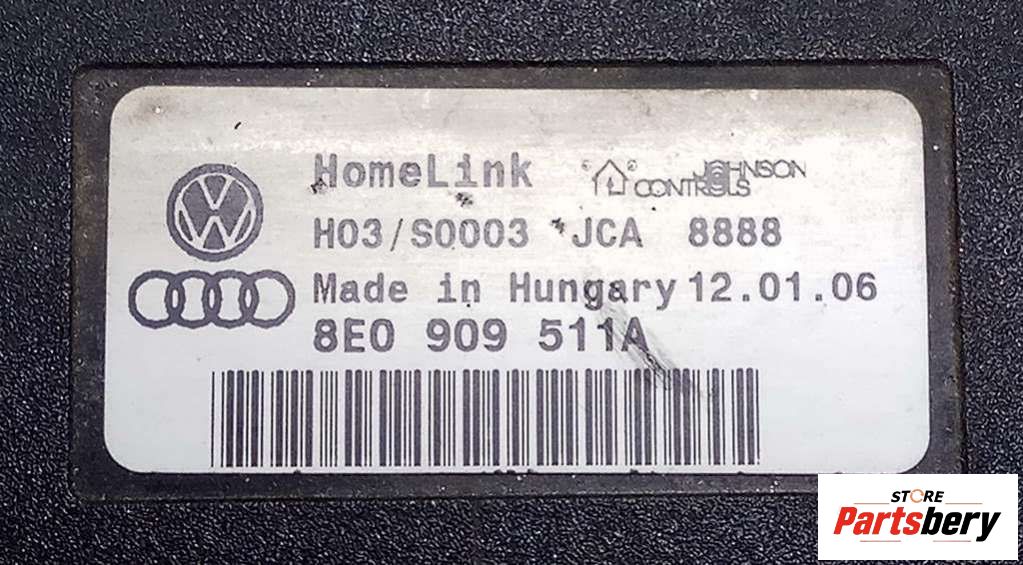 HomeLink JOHNSON CONTROLS
H03/S0003 JCA 8888
Made in Hungary 12.01.06
8E0 909 511A
STORE
Partsbery